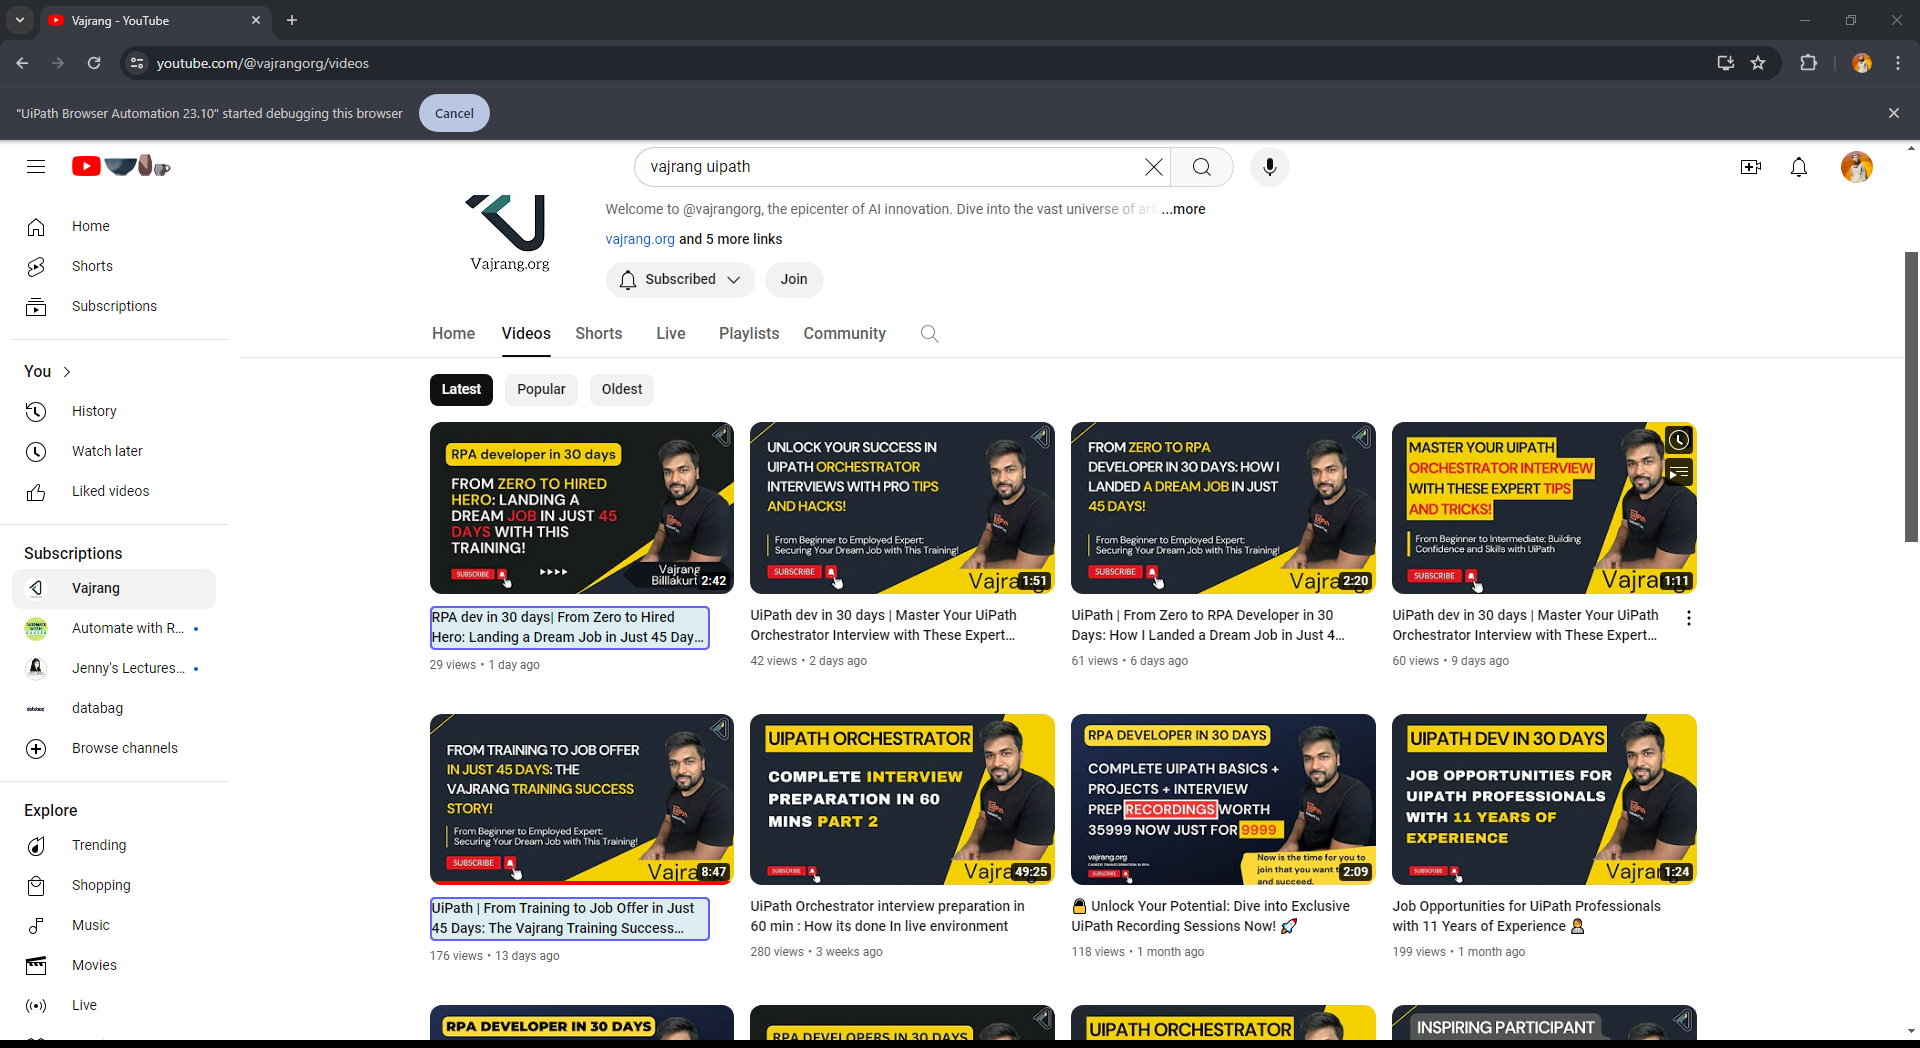 Vajrang - YouTube
youtube.com/@vajrangorg/videos
"UiPath Browser Automation 23.10" started debugging this browser
Cancel
vajrang uipath
Welcome to @vajrangorg, the epicenter of AI innovation. Dive into the vast universe of art ...more
vajrang.org and 5 more links
Vajrang.org
Subscribed
Join
Home
Shorts
Subscriptions
You
History
Watch later
Liked videos
Subscriptions
Vajrang
Automate with R...
Jenny's Lectures...
databag
Browse channels
Explore
Trending
Shopping
Music
Movies
Live
Home Videos Shorts Live Playlists Community
Latest Popular Oldest
RPA developer in 30 days
FROM ZERO TO HIRED
HERO: LANDING A
DREAM JOB IN JUST 45
DAYS WITH THIS
TRAINING!
SUBSCRIBE
Vajrang
Billlakurt
2:42
RPA dev in 30 days| From Zero to Hired
Hero: Landing a Dream Job in Just 45 Day...
29 views • 1 day ago
UNLOCK YOUR SUCCESS IN
UIPATH ORCHESTRATOR
INTERVIEWS WITH PRO TIPS
AND HACKS!
From Beginner to Employed Expert:
Securing Your Dream Job with This Training!
SUBSCRIBE
Vajra
1:51
UiPath dev in 30 days | Master Your UiPath
Orchestrator Interview with These Expert...
42 views • 2 days ago
FROM ZERO TO RPA
DEVELOPER IN 30 DAYS: HOW I
LANDED A DREAM JOB IN JUST
45 DAYS!
From Beginner to Employed Expert:
Securing Your Dream Job with This Training!
SUBSCRIBE
Vajra
2:20
UiPath | From Zero to RPA Developer in 30
Days: How I Landed a Dream Job in Just 4...
61 views • 6 days ago
MASTER YOUR UIPATH
ORCHESTRATOR INTERVIEW
WITH THESE EXPERT TIPS
AND TRICKS!
From Beginner to Intermediate: Building
Confidence and Skills with UiPath
SUBSCRIBE
Vajra
1:11
UiPath dev in 30 days | Master Your UiPath
Orchestrator Interview with These Expert...
60 views • 9 days ago
FROM TRAINING TO JOB OFFER
IN JUST 45 DAYS: THE
VAJRANG TRAINING SUCCESS
STORY!
From Beginner to Employed Expert:
Securing Your Dream Job with This Training!
SUBSCRIBE
Vajra
8:47
UiPath | From Training to Job Offer in Just
45 Days: The Vajrang Training Success...
176 views • 13 days ago
UIPATH ORCHESTRATOR
COMPLETE INTERVIEW
PREPARATION IN 60
MINS PART 2
SUBSCRIBE
Vajra
49:25
UiPath Orchestrator interview preparation in
60 min : How its done In live environment
280 views • 3 weeks ago
RPA DEVELOPER IN 30 DAYS
COMPLETE UIPATH BASICS +
PROJECTS + INTERVIEW
PREP RECORDINGS WORTH
35999 NOW JUST FOR 9999
vajrang.org
CAREER TRANSFORMATION IN RPA
SUBSCRIBE
Now is the time for you to
join that you want t
and succeed.
2:09
🔒 Unlock Your Potential: Dive into Exclusive
UiPath Recording Sessions Now! 🚀
118 views • 1 month ago
UIPATH DEV IN 30 DAYS
JOB OPPORTUNITIES FOR
UIPATH PROFESSIONALS
WITH 11 YEARS OF
EXPERIENCE
SUBSCRIBE
Vajra
1:24
Job Opportunities for UiPath Professionals
with 11 Years of Experience 👨‍💼
199 views • 1 month ago
RPA DEVELOPER IN 30 DAYS
RPA DEVELOPERS IN 30 DAYS
UIPATH ORCHESTRATOR
INSPIRING PARTICIPANT